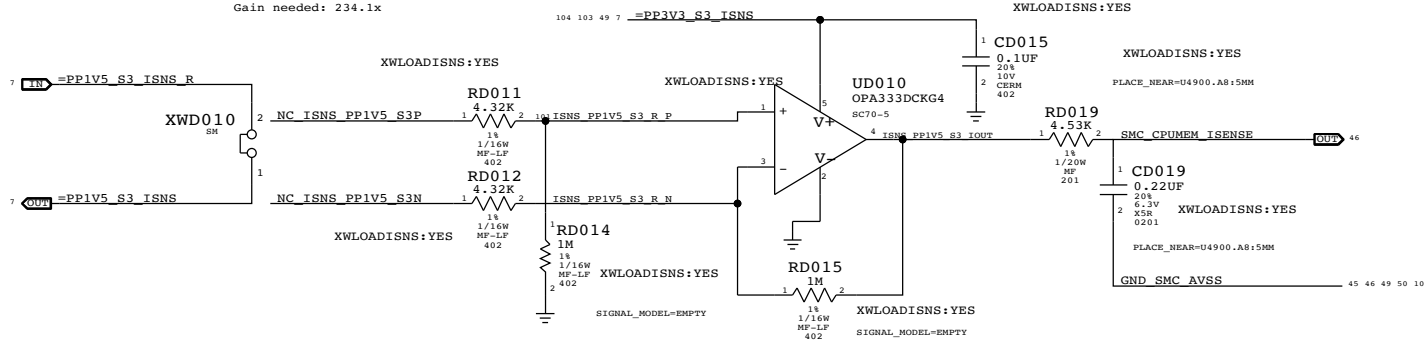 Gain needed: 234.1x
104 103 49 7 =PP3V3_S3_ISNS
XWLOADISNS:YES
7 IN =PP1V5_S3_ISNS_R
XWLOADISNS:YES
XWLOADISNS:YES
1
CD015
0.1UF
20%
10V
CERM
402
2
XWLOADISNS:YES
PLACE_NEAR=U4900.A8:5MM
XWD010
SM
2
1
NC_ISNS_PP1V5_S3P
RD011
4.32K
1 2
1%
1/16W
MF-LF
402
ISNS_PP1V5_S3_R_P
UD010
OPA333DCKG4
SC70-5
1
+
5
V+
3
-
V-
2
4 ISNS_PP1V5_S3_IOUT
RD019
4.53K
1 2
1%
1/20W
MF
201
SMC_CPUMEM_ISENSE
OUT 46
7 OUT =PP1V5_S3_ISNS
NC_ISNS_PP1V5_S3N
RD012
4.32K
1 2
1%
1/16W
MF-LF
402
ISNS_PP1V5_S3_R_N
1
CD019
0.22UF
20%
6.3V
X5R
0201
2
XWLOADISNS:YES
XWLOADISNS:YES
1
RD014
1M
1%
1/16W
MF-LF
402
2
XWLOADISNS:YES
SIGNAL_MODEL=EMPTY
RD015
1M
1 2
1%
1/16W
MF-LF
402
XWLOADISNS:YES
SIGNAL_MODEL=EMPTY
PLACE_NEAR=U4900.A8:5MM
GND_SMC_AVSS
45 46 49 50 10